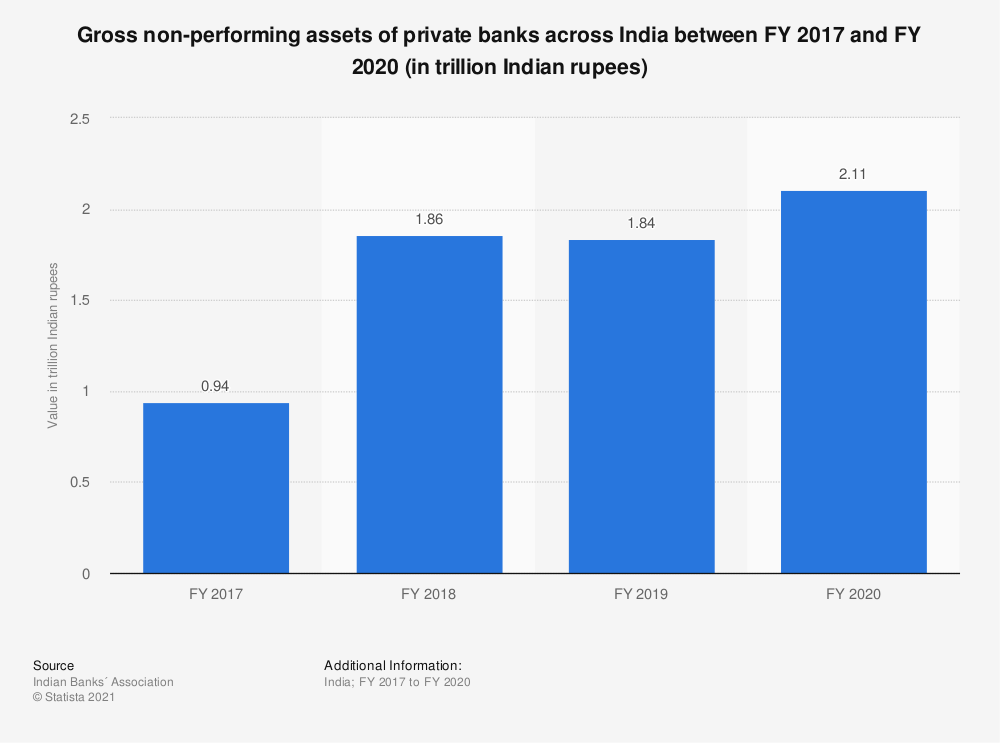 Gross non-performing assets of private banks across India between FY 2017 and FY
2020 (in trillion Indian rupees)
Value in trillion Indian rupees
2.5
2
1.5
1
0.5
0
0.94
1.86
1.84
2.11
FY 2017
FY 2018
FY 2019
FY 2020
Source
Indian Banks´ Association
© Statista 2021
Additional Information:
India; FY 2017 to FY 2020